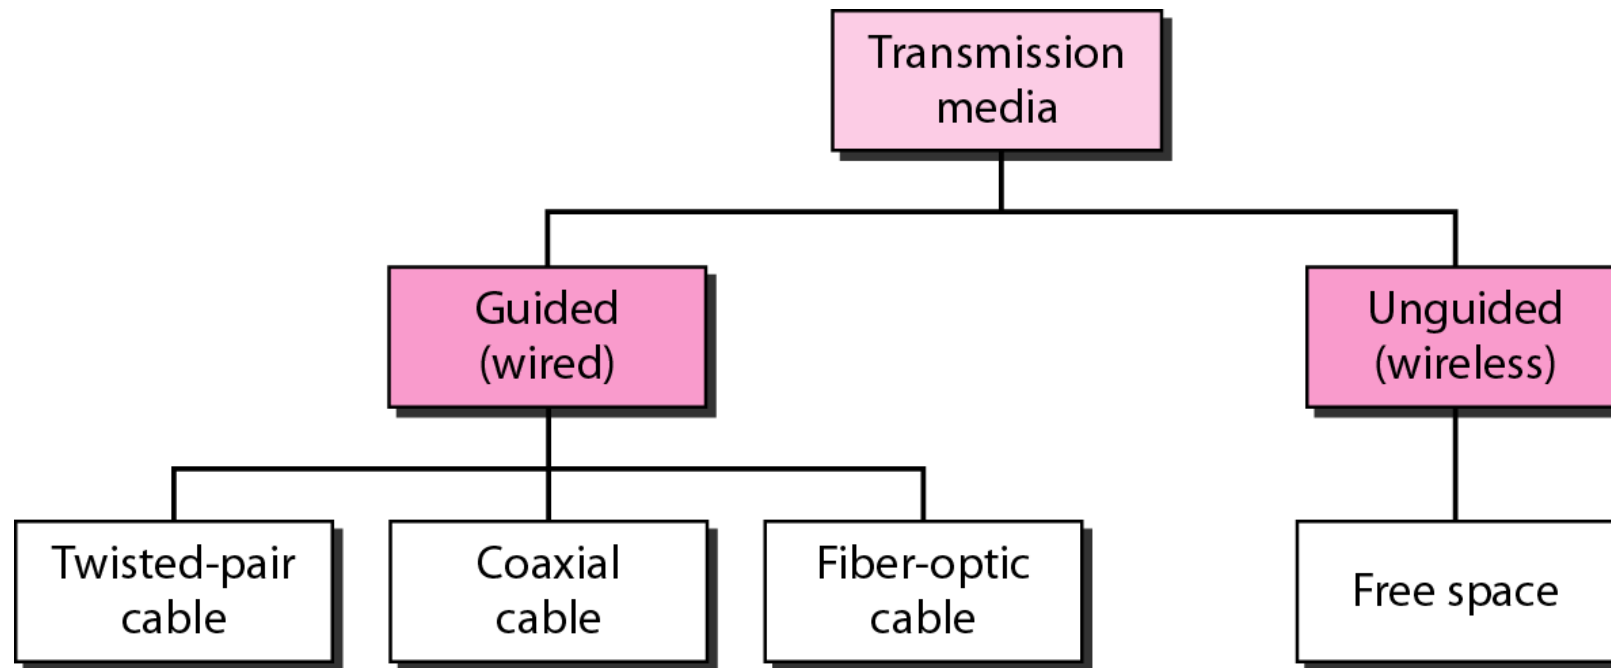 Transmission
media
Guided
(wired)
Unguided
(wireless)
Twisted-pair
cable
Coaxial
cable
Fiber-optic
cable
Free space